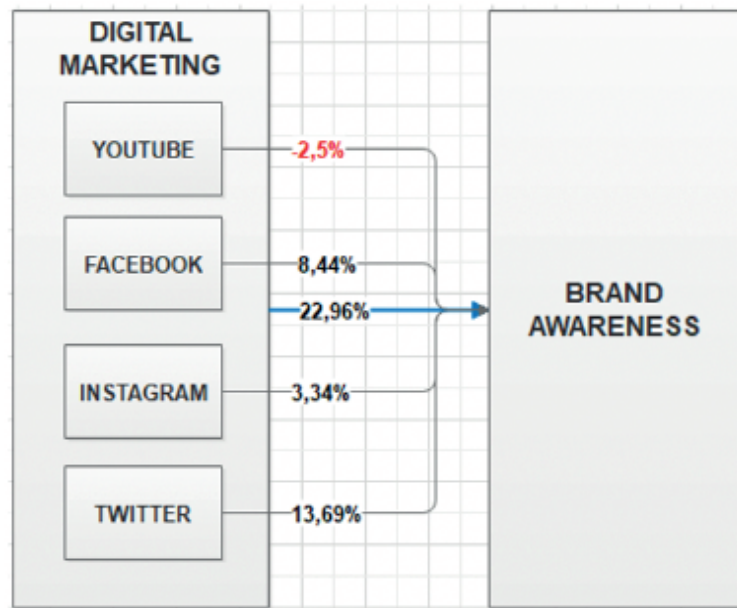 DIGITAL
MARKETING
YOUTUBE
-2,5%
FACEBOOK
8,44%
22,96%
BRAND
AWARENESS
INSTAGRAM
3,34%
TWITTER
13,69%